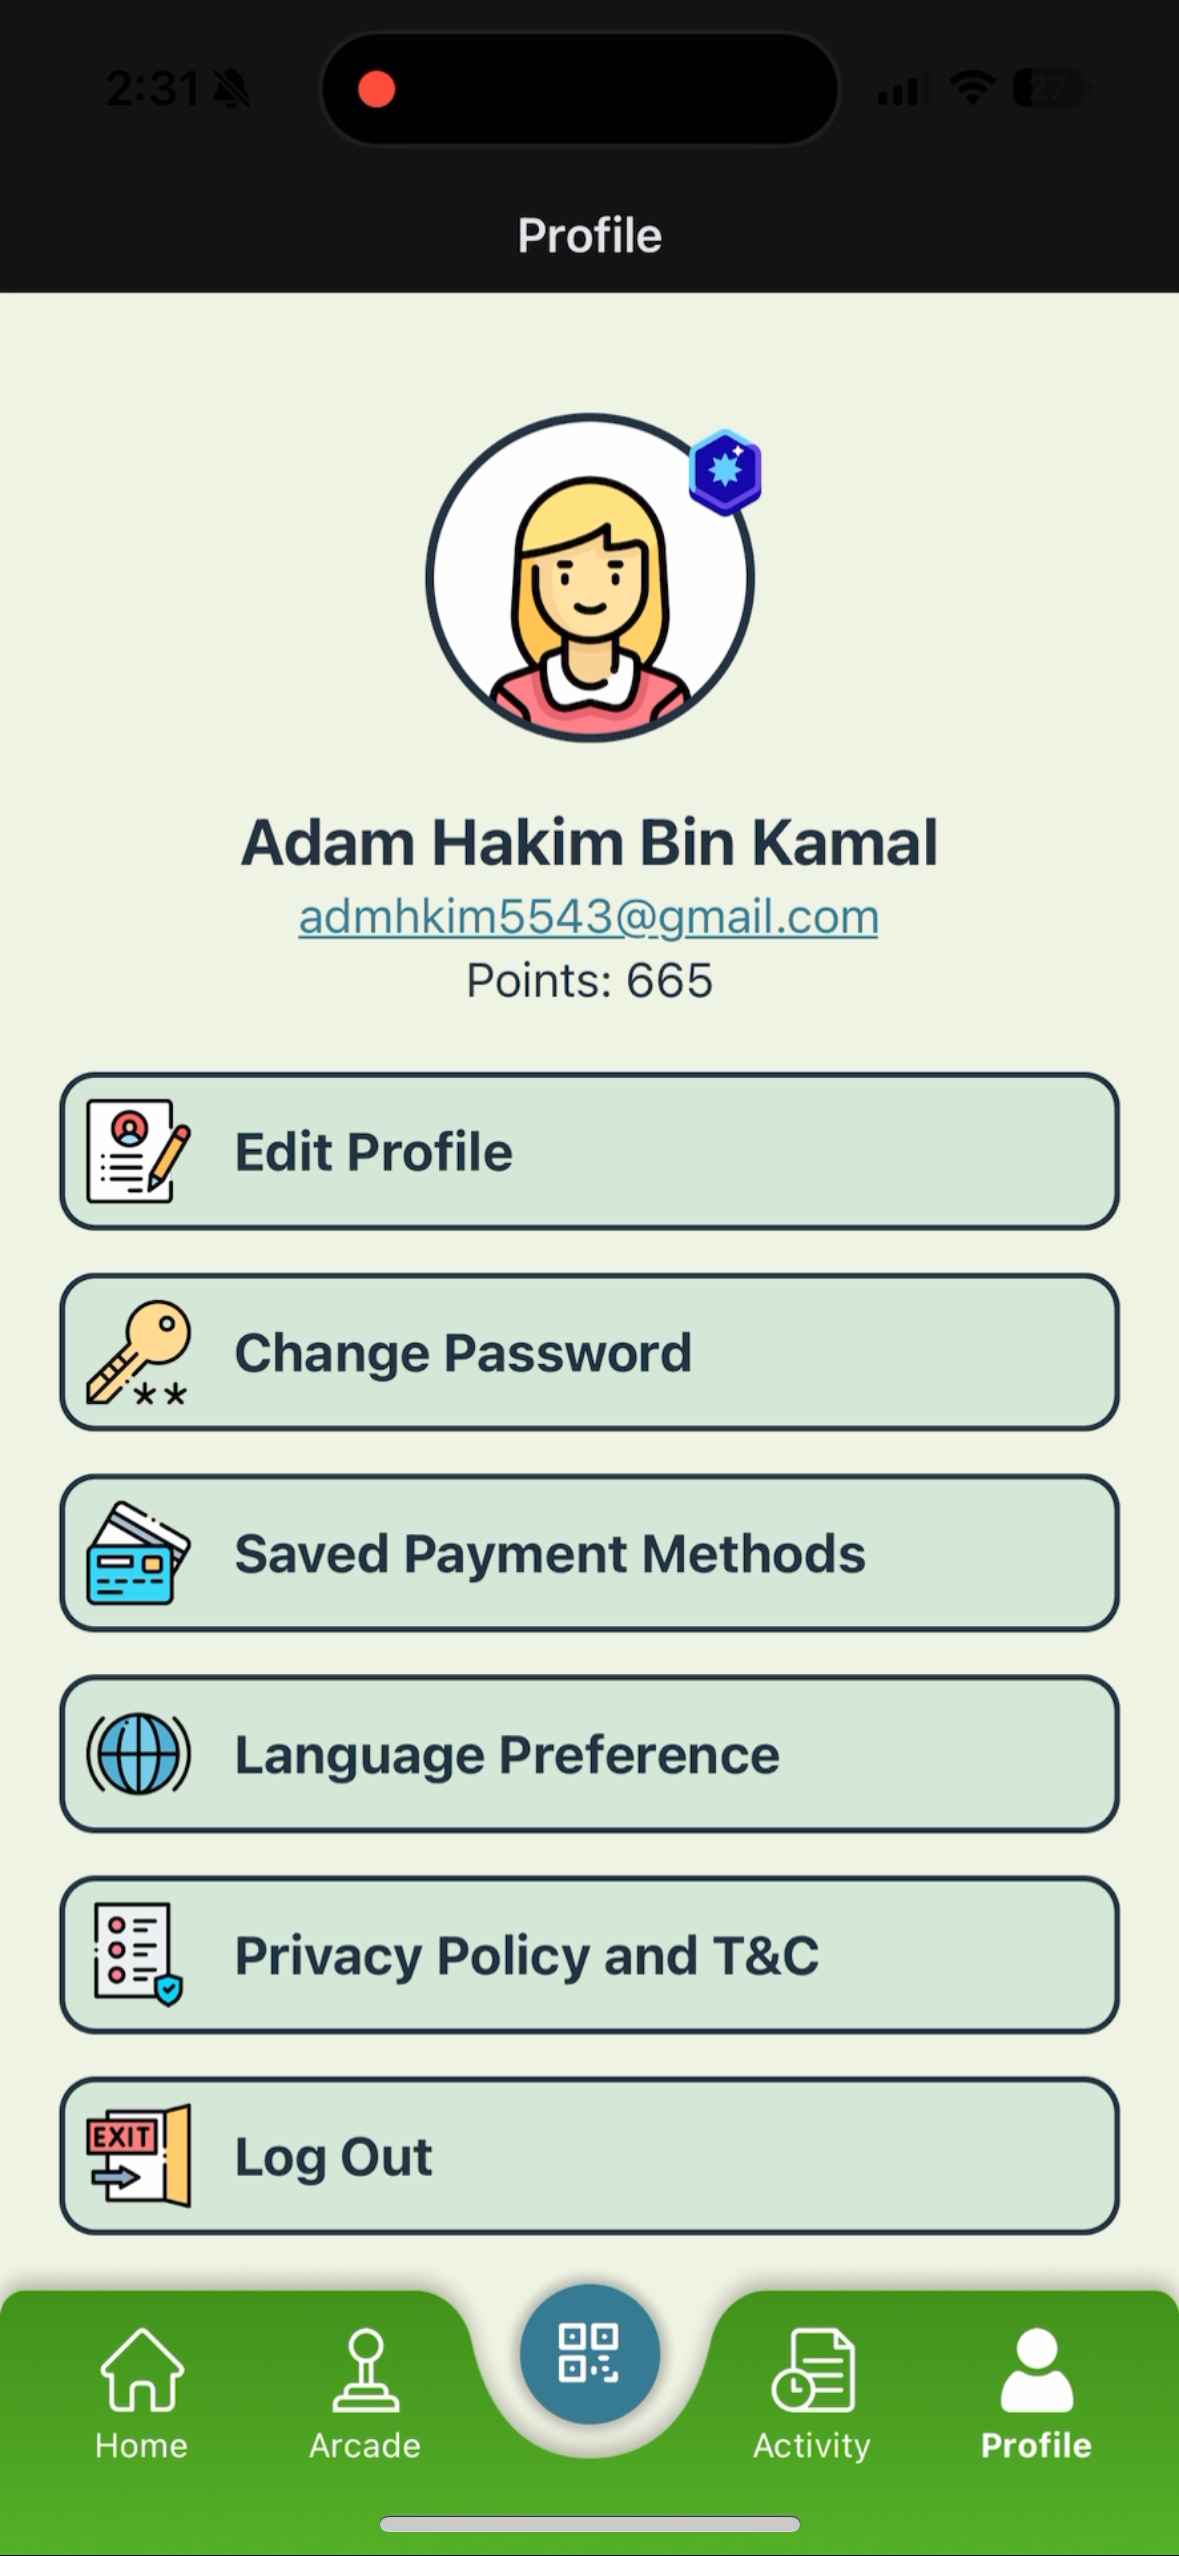 2:31
27
Profile
Adam Hakim Bin Kamal
admhkim5543@gmail.com
Points: 665
Edit Profile
Change Password
Saved Payment Methods
Language Preference
Privacy Policy and T&C
EXIT
Log Out
Home
Arcade
Activity
Profile